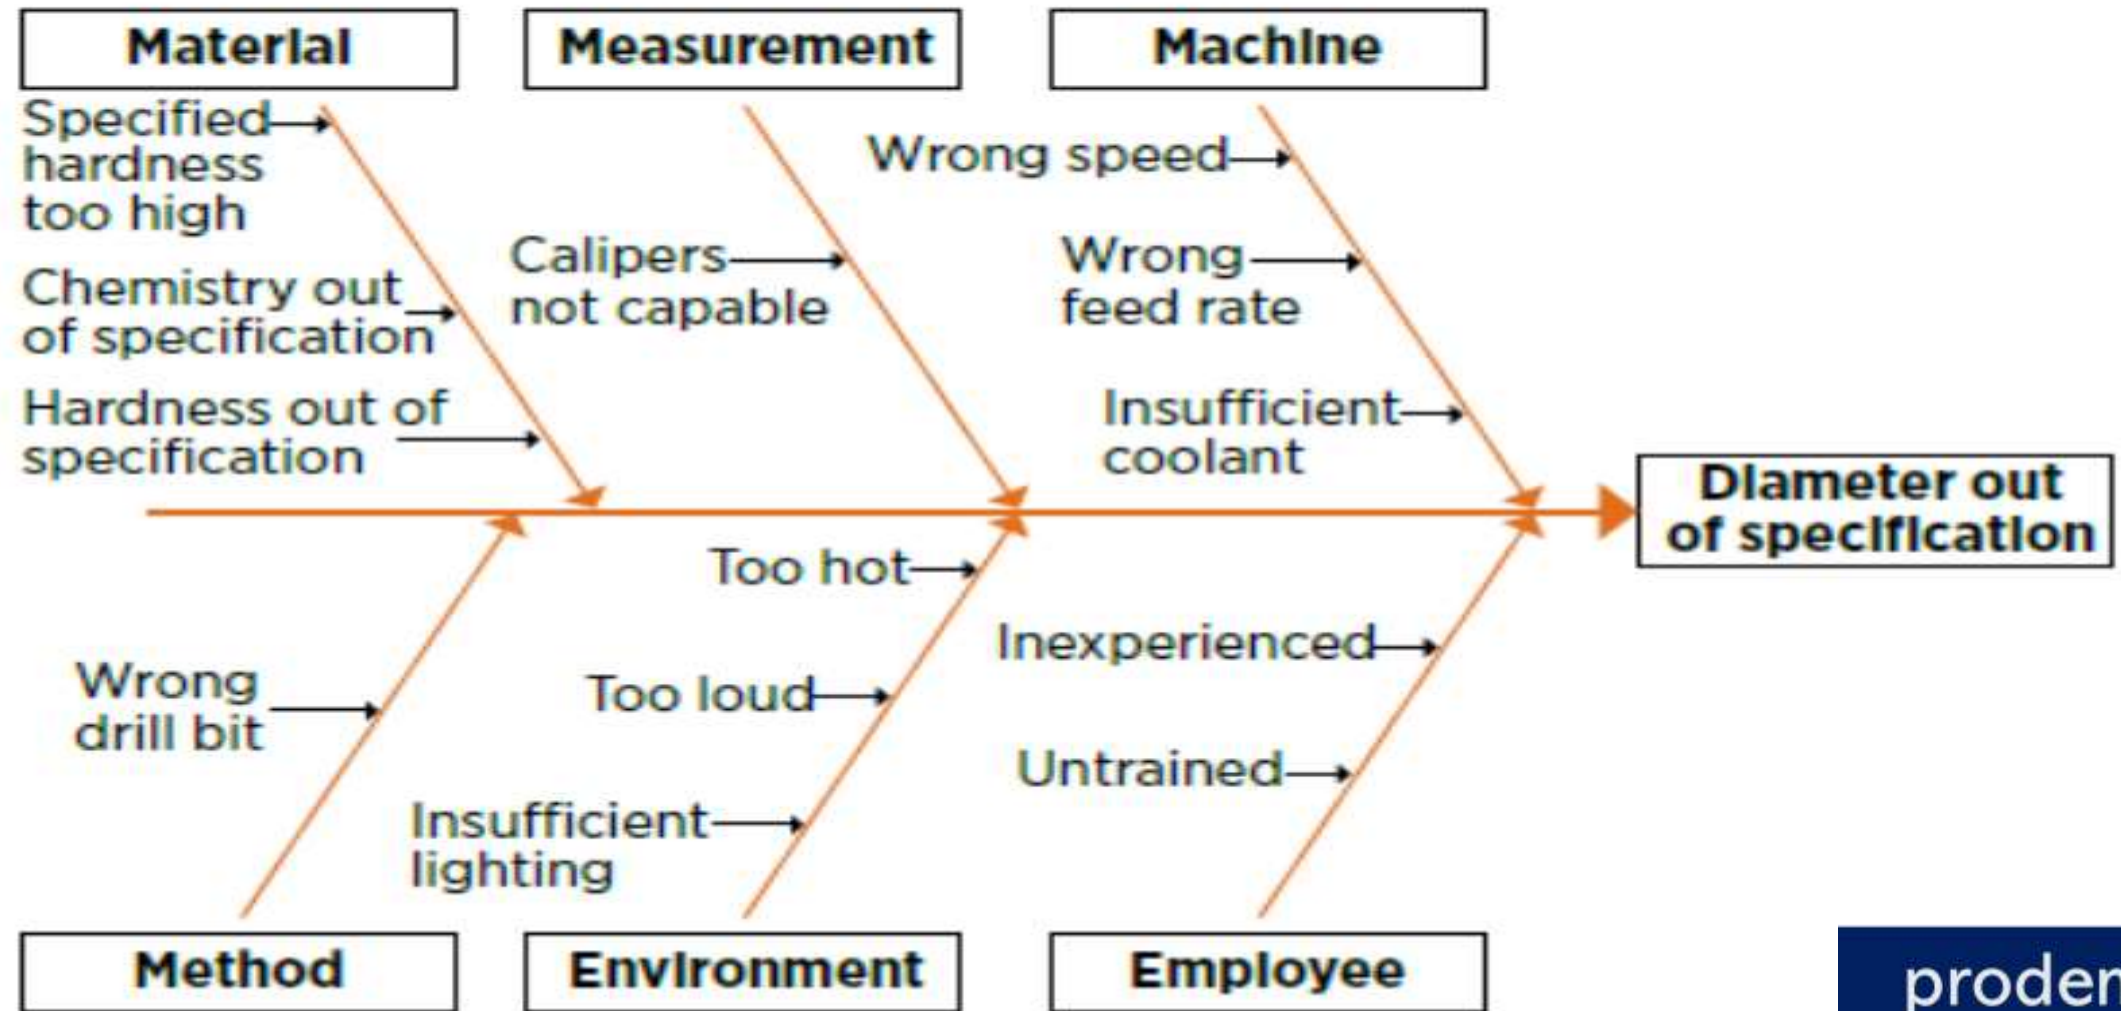 Material
Measurement
Machine
Specified
hardness
too high
Chemistry out
of specification
Hardness out of
specification
Calipers
not capable
Wrong speed
Wrong
feed rate
Insufficient
coolant
Diameter out
of specification
Wrong
drill bit
Too hot
Too loud
Insufficient
lighting
Inexperienced
Untrained
Method
Environment
Employee